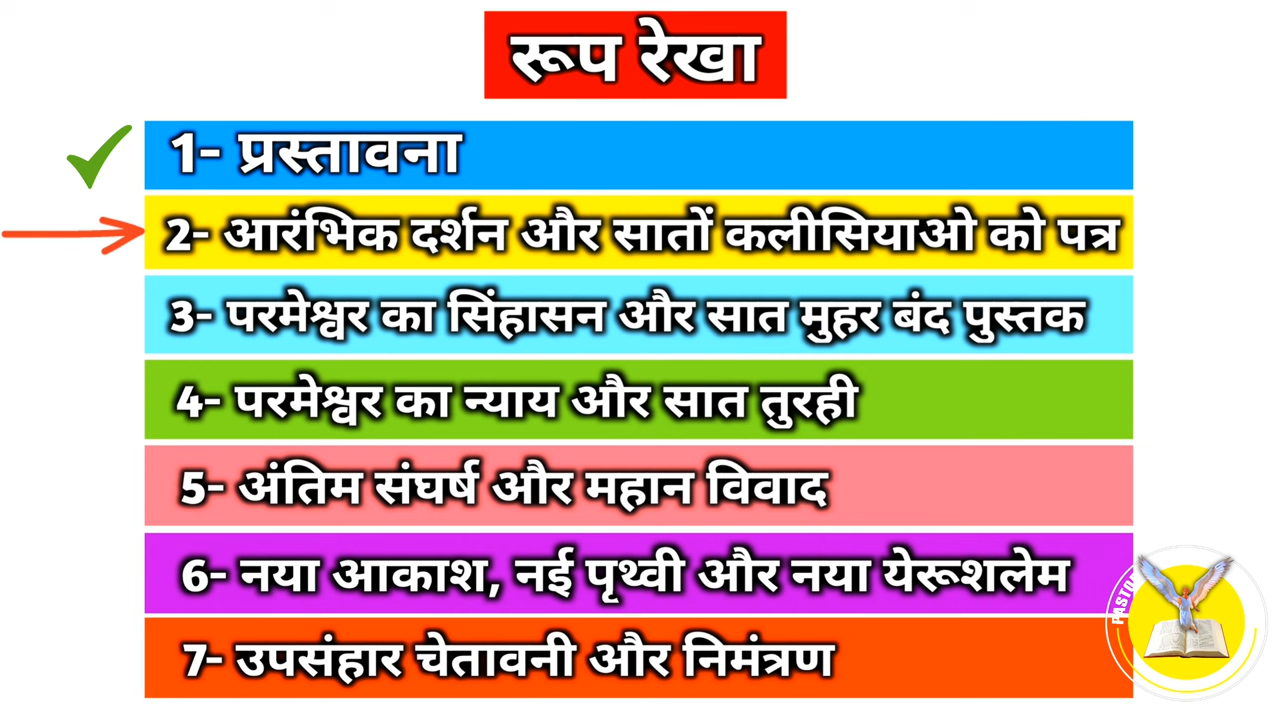 रूप रेखा
1- प्रस्तावना
2- आरंभिक दर्शन और सातों कलीसियाओ को पत्र
3- परमेश्वर का सिंहासन और सात मुहर बंद पुस्तक
4- परमेश्वर का न्याय और सात तुरही
5- अंतिम संघर्ष और महान विवाद
6- नया आकाश, नई पृथ्वी और नया येरूशलेम
7- उपसंहार चेतावनी और निमंत्रण